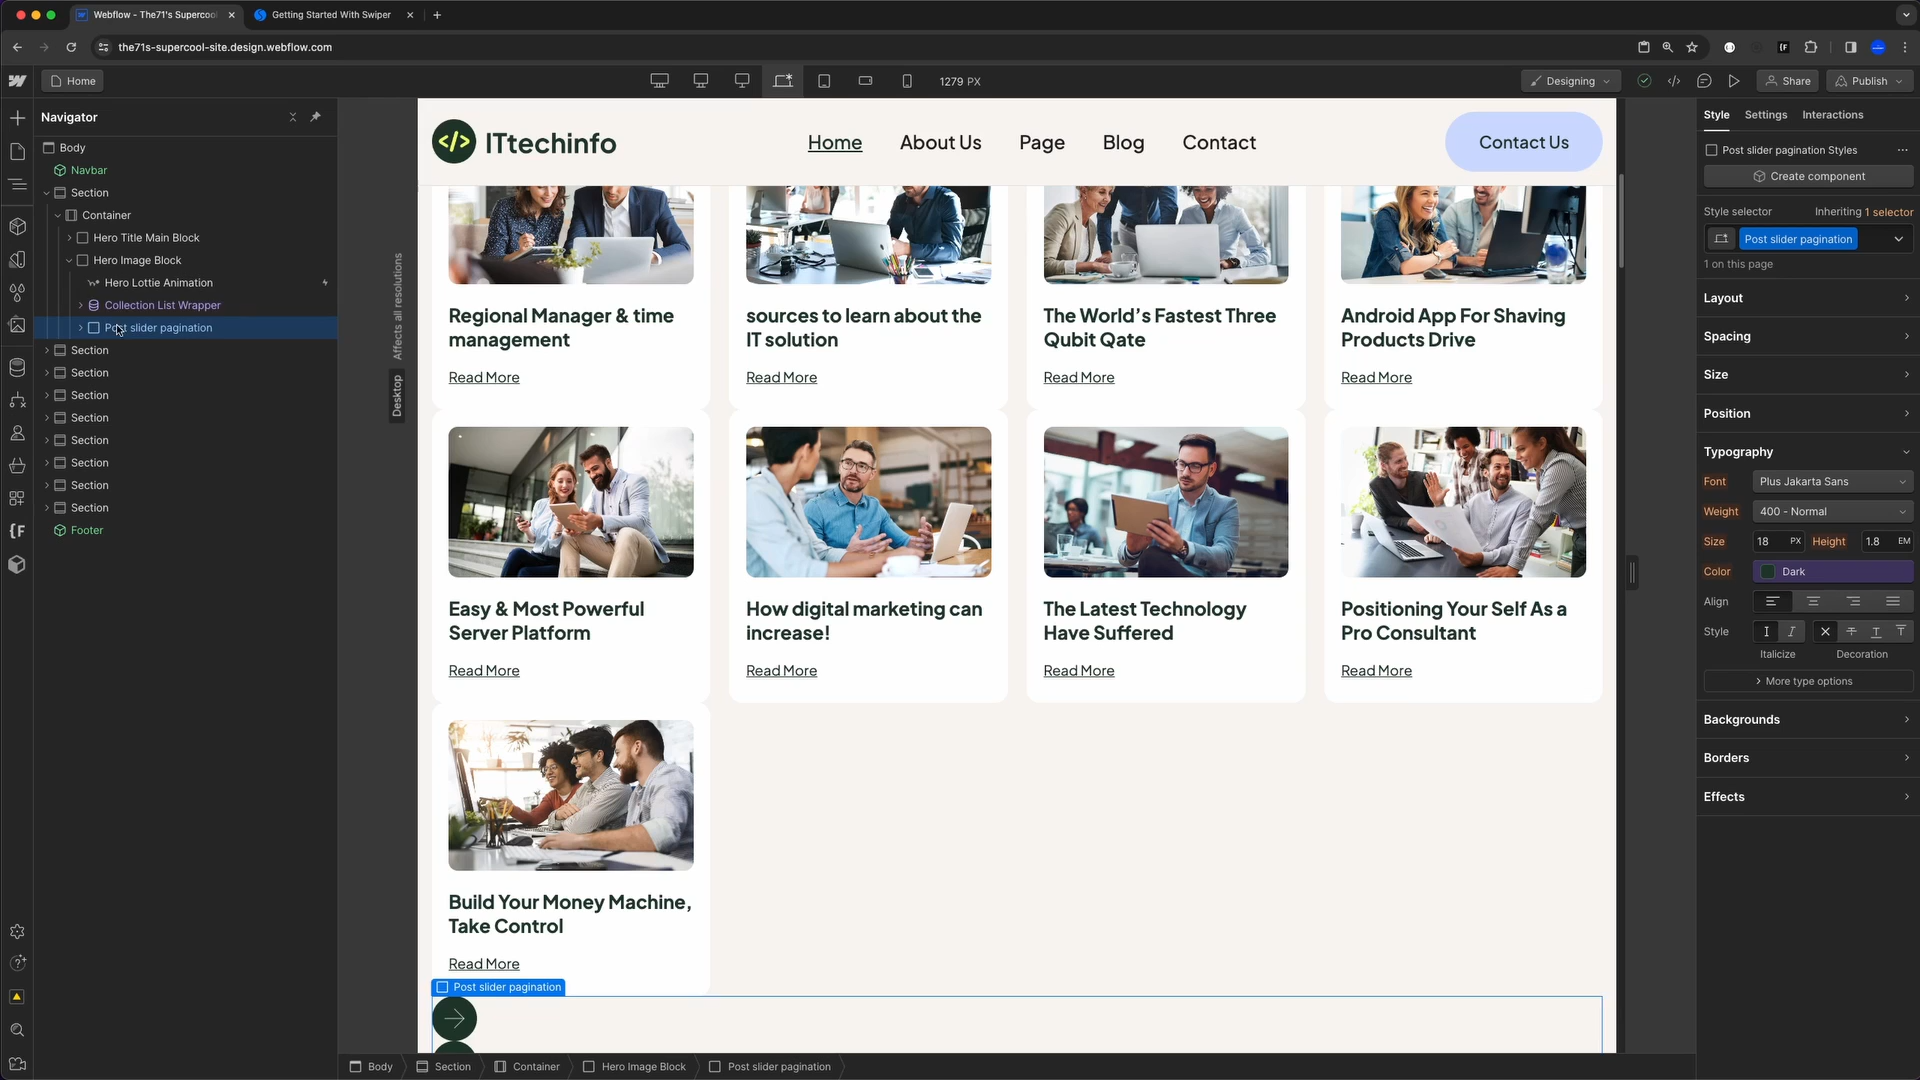 Webflow - The71's Supercool
Getting Started With Swiper
the71s-supercool-site.design.webflow.com
Home
1279 PX
Designing
Share
Publish
Navigator
Body
Navbar
Section
Container
Hero Title Main Block
Hero Image Block
Hero Lottie Animation
Collection List Wrapper
Post slider pagination
Section
Section
Section
Section
Section
Section
Section
Section
Footer
Affects all resolutions
Desktop
</> ITtechinfo
Home
About Us
Page
Blog
Contact
Contact Us
Regional Manager & time
management
Read More
sources to learn about the
IT solution
Read More
The World’s Fastest Three
Qubit Qate
Read More
Android App For Shaving
Products Drive
Read More
Easy & Most Powerful
Server Platform
Read More
How digital marketing can
increase!
Read More
The Latest Technology
Have Suffered
Read More
Positioning Your Self As a
Pro Consultant
Read More
Build Your Money Machine,
Take Control
Read More
Post slider pagination
Body
Section
Container
Hero Image Block
Post slider pagination
Style
Settings
Interactions
Post slider pagination Styles
Create component
Style selector
Inheriting 1 selector
Post slider pagination
1 on this page
Layout
Spacing
Size
Position
Typography
Font
Plus Jakarta Sans
Weight
400 - Normal
Size
18 PX
Height
1.8 EM
Color
Dark
Align
Style
Italicize
Decoration
More type options
Backgrounds
Borders
Effects